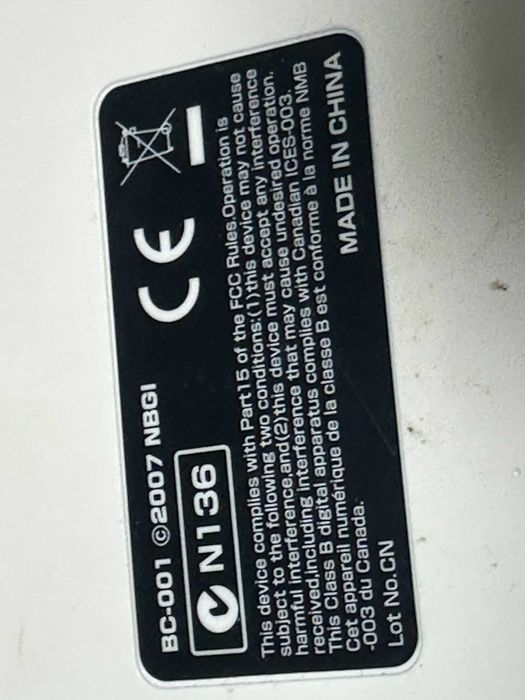 BC-001 ©2007 NBGI
N136
CE
This device complies with Part15 of the FCC Rules.Operation is
subject to the following two conditions:(1)this device may not cause
harmful interference,and(2)this device must accept any interference
received,including interference that may cause undesired operation.
This Class B digital apparatus complies with Canadian ICES-003.
Cet appareil numérique de la classe B est conforme à la norme NMB
-003 du Canada.
Lot No.CN
MADE IN CHINA